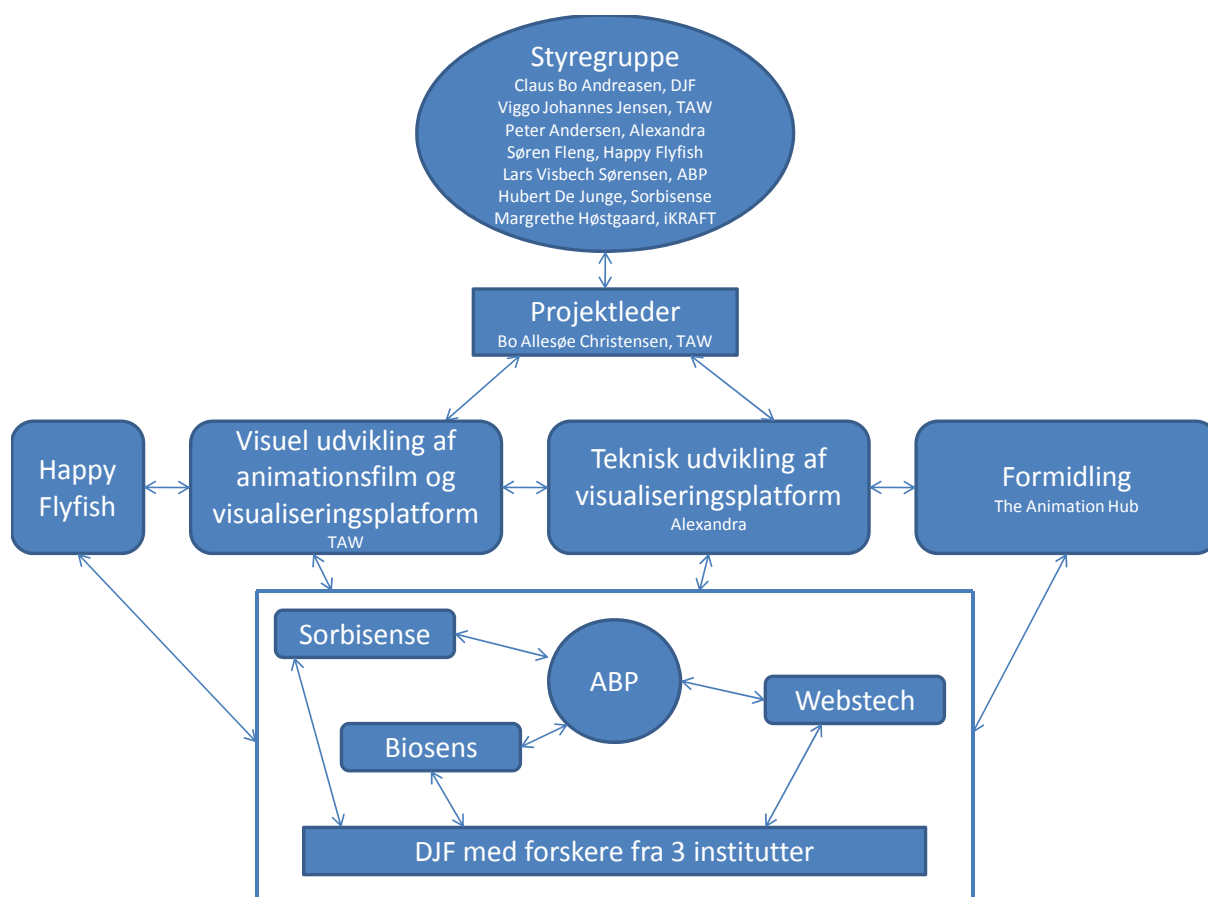 Styregruppe
Claus Bo Andreasen, DJF
Viggo Johannes Jensen, TAW
Peter Andersen, Alexandra
Søren Fleng, Happy Flyfish
Lars Visbech Sørensen, ABP
Hubert De Junge, Sorbisense
Margrethe Høstgaard, iKRAFT
Projektleder
Bo Allesøe Christensen, TAW
Happy
Flyfish
Visuel udvikling af
animationsfilm og
visualiseringsplatform
TAW
Teknisk udvikling af
visualiseringsplatform
Alexandra
Formidling
The Animation Hub
Sorbisense
ABP
Webstech
Biosens
DJF med forskere fra 3 institutter